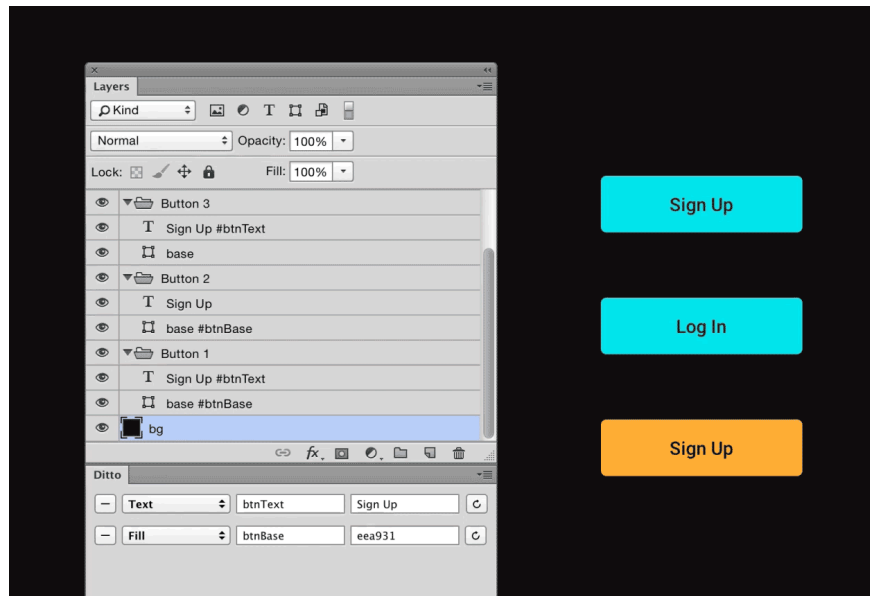 Layers
Kind
Normal Opacity: 100%
Lock: Fill: 100%
Button 3
T Sign Up #btnText
base
Button 2
T Sign Up
base #btnBase
Button 1
T Sign Up #btnText
base #btnBase
bg
fx
Ditto
Text btnText Sign Up
Fill btnBase eea931
Sign Up
Log In
Sign Up